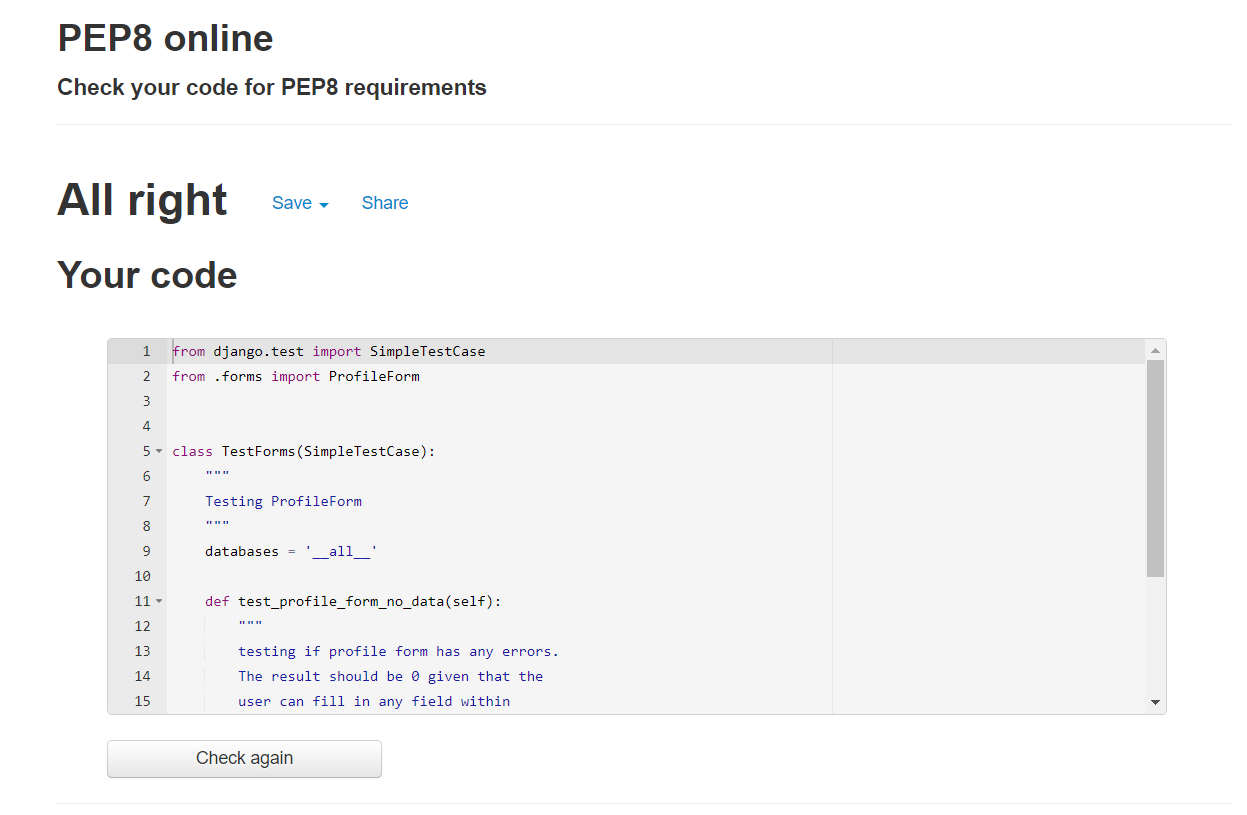 PEP8 online
Check your code for PEP8 requirements
All right Save Share
Your code
1 from django.test import SimpleTestCase
2 from .forms import ProfileForm
3
4
5 class TestForms(SimpleTestCase):
6 """
7 Testing ProfileForm
8 """
9 databases = '__all__'
10
11 def test_profile_form_no_data(self):
12 """
13 testing if profile form has any errors.
14 The result should be 0 given that the
15 user can fill in any field within
Check again